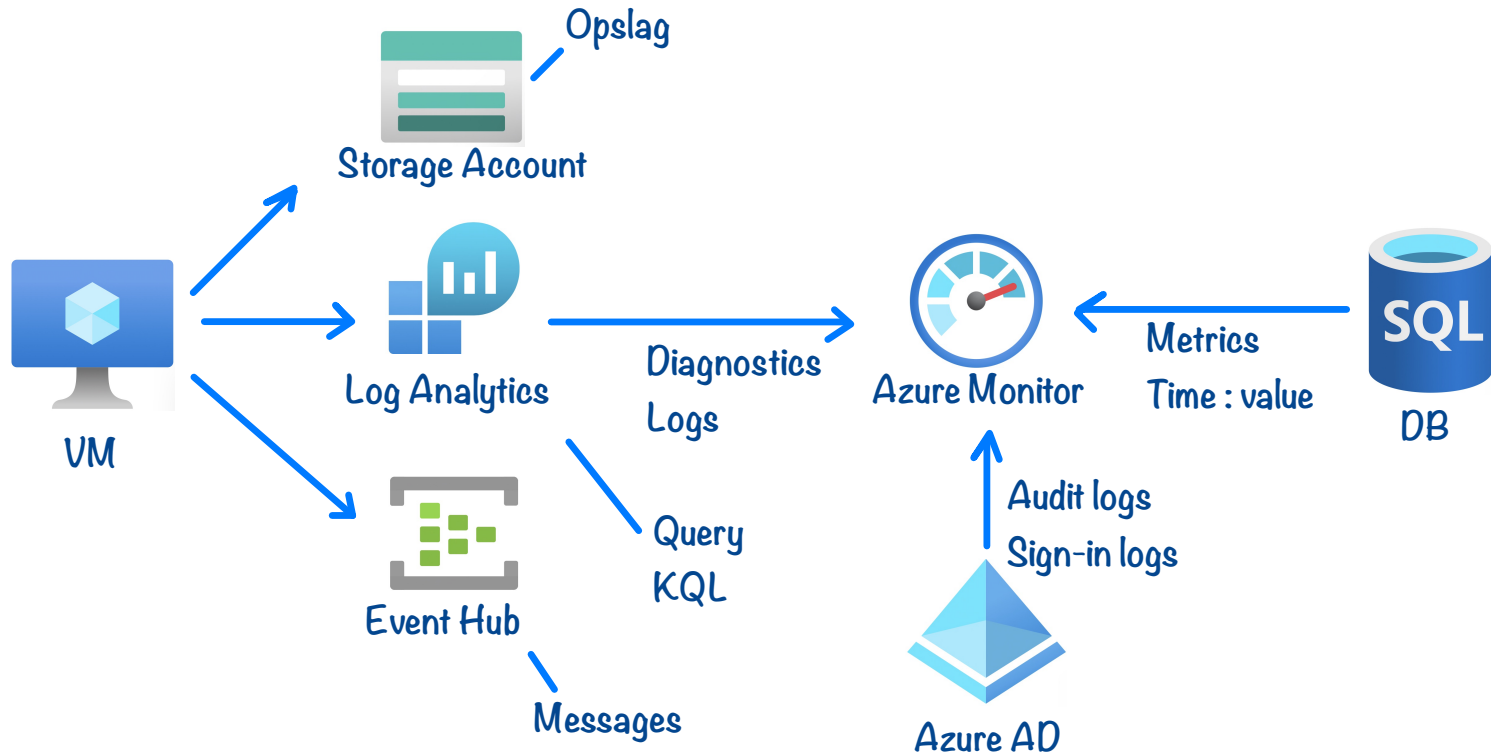 Opslag
Storage Account
VM
Log Analytics
Diagnostics
Logs
Query
KQL
Event Hub
Messages
Azure Monitor
Metrics
Time : value
SQL
DB
Audit logs
Sign-in logs
Azure AD